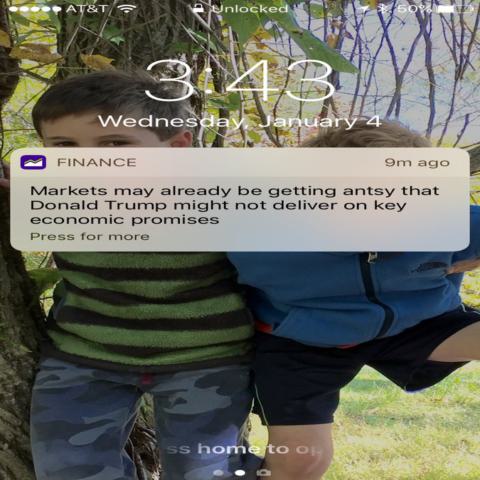 AT&T
Unlocked
50%
3:43
Wednesday, January 4
FINANCE
9m ago
Markets may already be getting antsy that
Donald Trump might not deliver on key
economic promises
Press for more
ss home to op